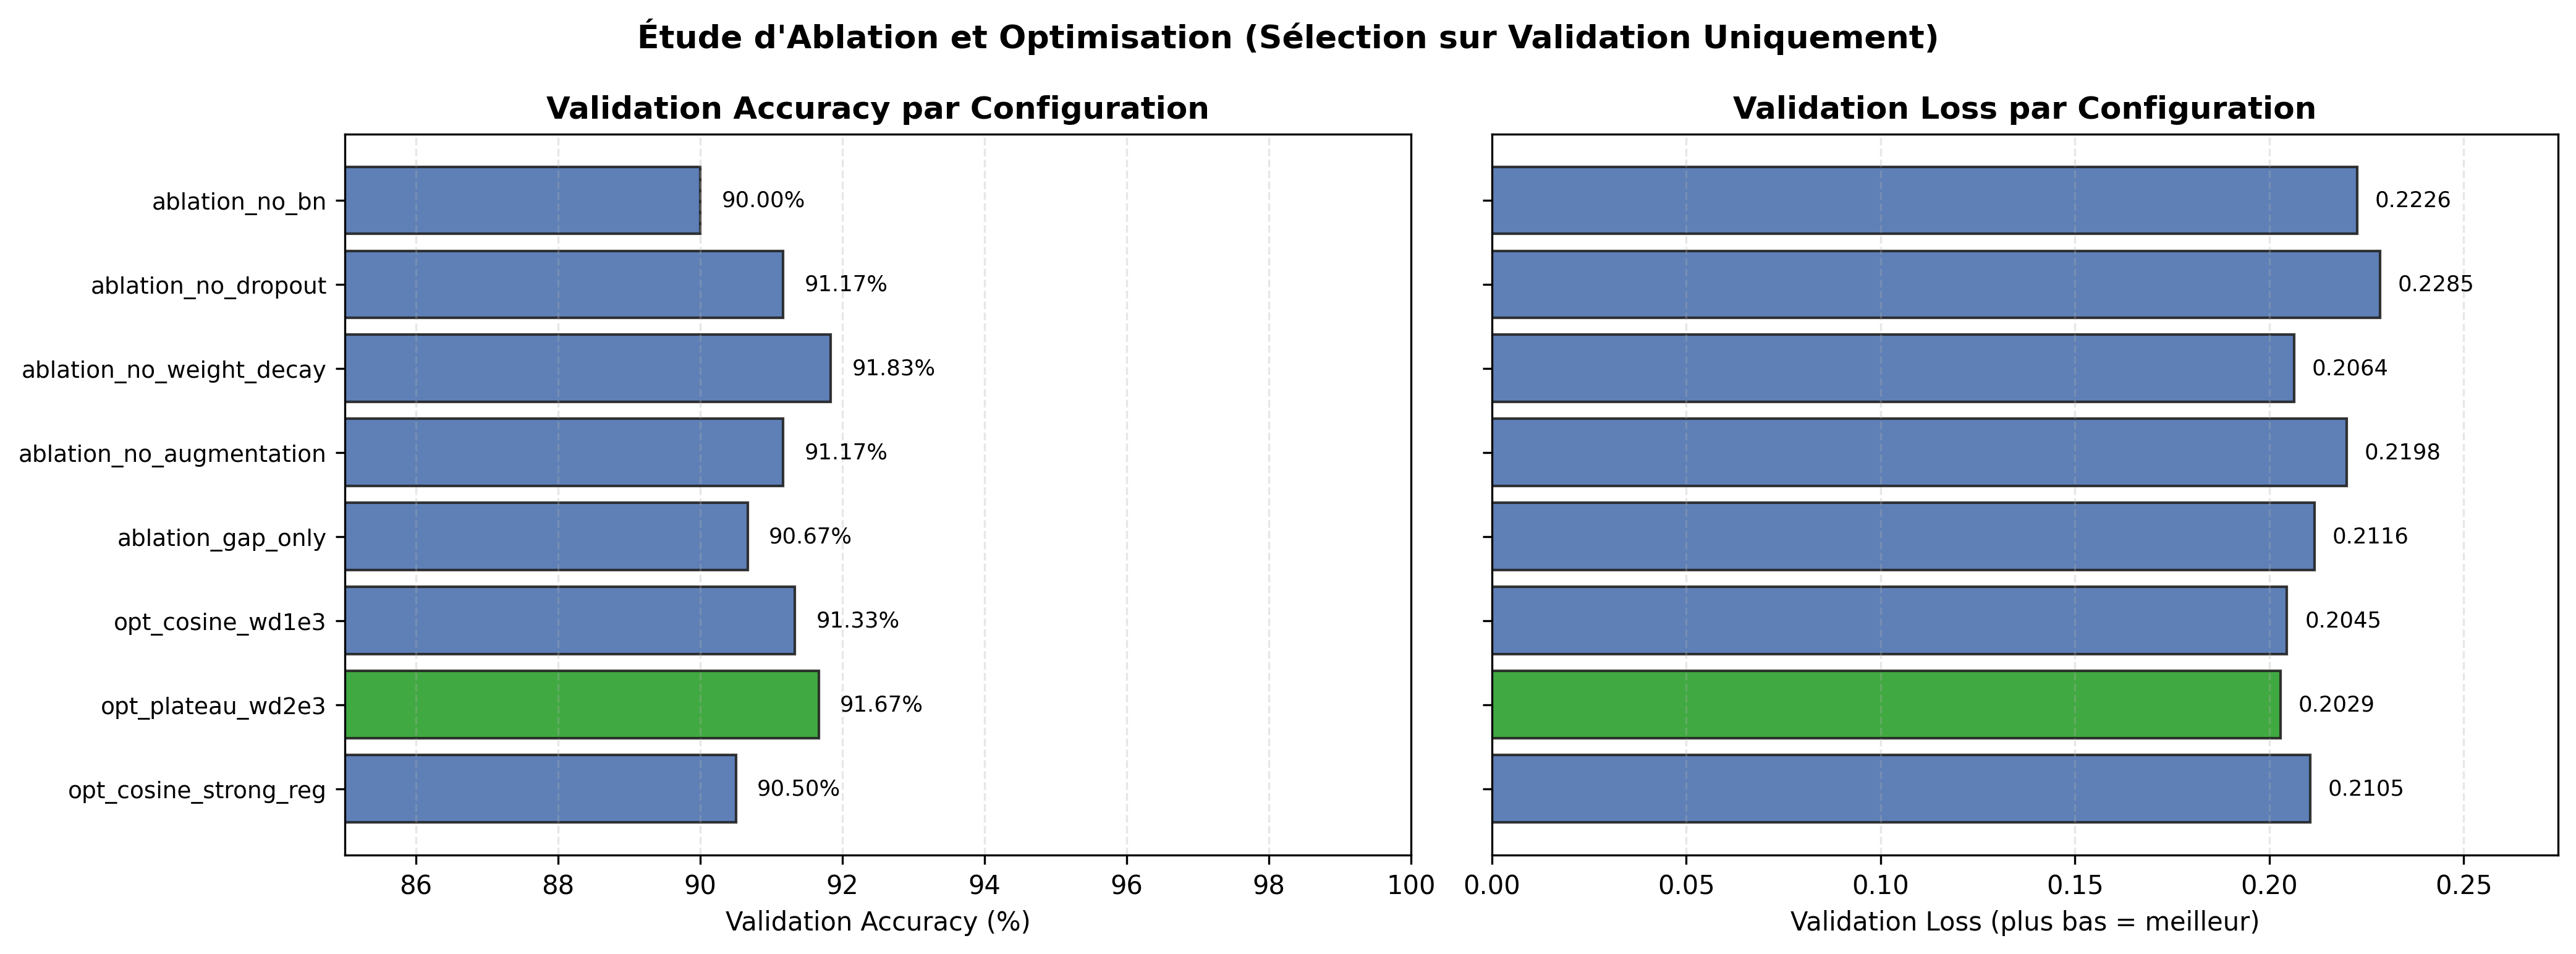 Étude d'Ablation et Optimisation (Sélection sur Validation Uniquement)
Validation Accuracy par Configuration
ablation_no_bn
90.00%
ablation_no_dropout
91.17%
ablation_no_weight_decay
91.83%
ablation_no_augmentation
91.17%
ablation_gap_only
90.67%
opt_cosine_wd1e3
91.33%
opt_plateau_wd2e3
91.67%
opt_cosine_strong_reg
90.50%
86 88 90 92 94 96 98 100
Validation Accuracy (%)
Validation Loss par Configuration
0.2226
0.2285
0.2064
0.2198
0.2116
0.2045
0.2029
0.2105
0.00 0.05 0.10 0.15 0.20 0.25
Validation Loss (plus bas = meilleur)